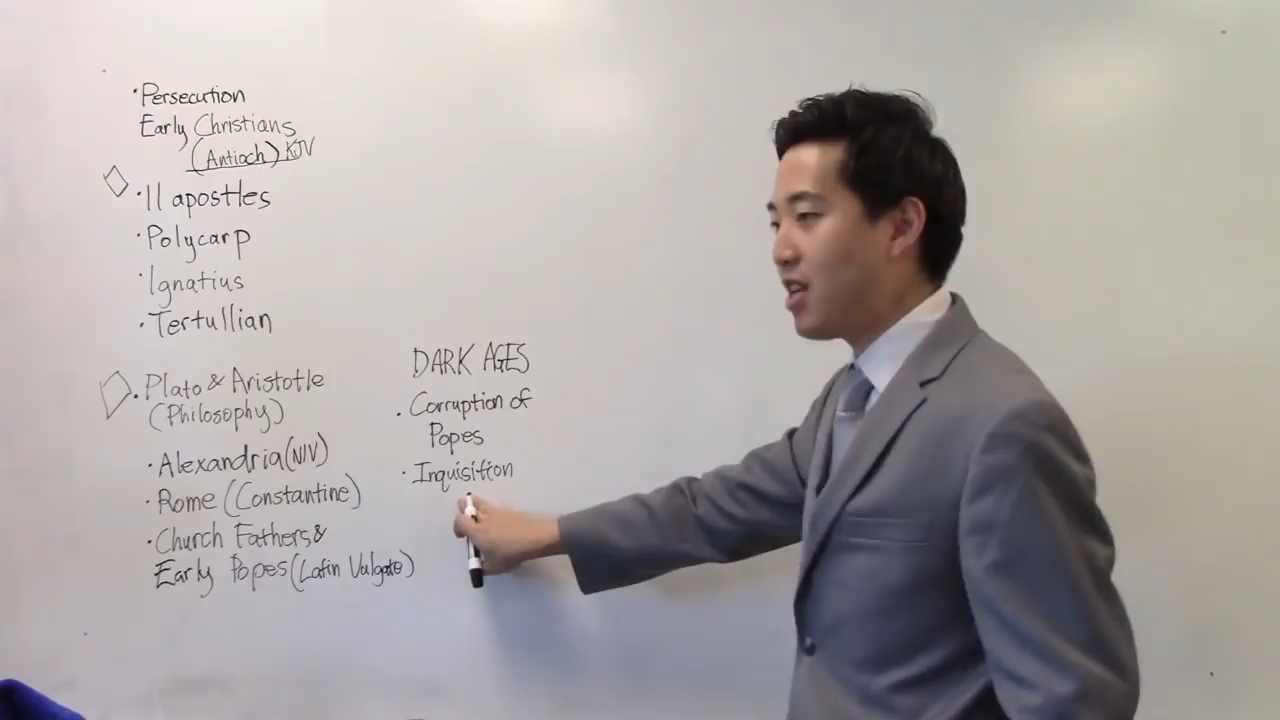 · Persecution
Early Christians
(Antioch) KJV
· 11 apostles
· Polycarp
· Ignatius
· Tertullian
· Plato & Aristotle
(Philosophy)
· Alexandria (NIV)
· Rome (Constantine)
· Church Fathers &
Early Popes (Latin Vulgate)
DARK AGES
· Corruption of
Popes
· Inquisition